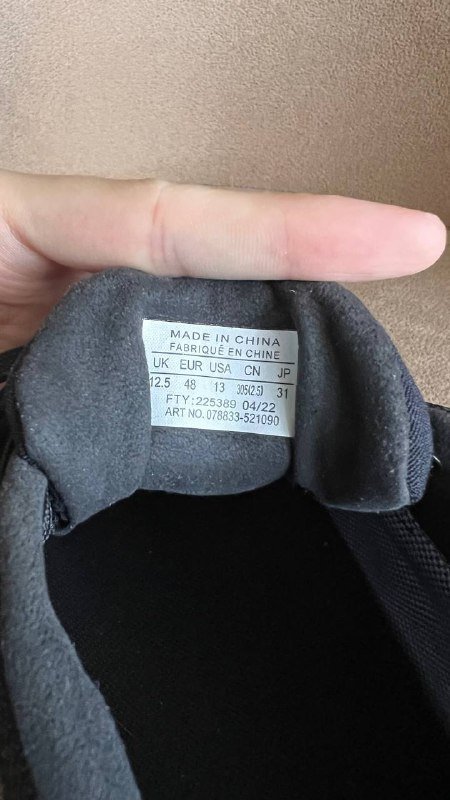 MADE IN CHINA
FABRIQUÉ EN CHINE
UK EUR USA CN JP
12.5 48 13 305(2.5) 31
FTY:225389 04/22
ART NO.078833-521090